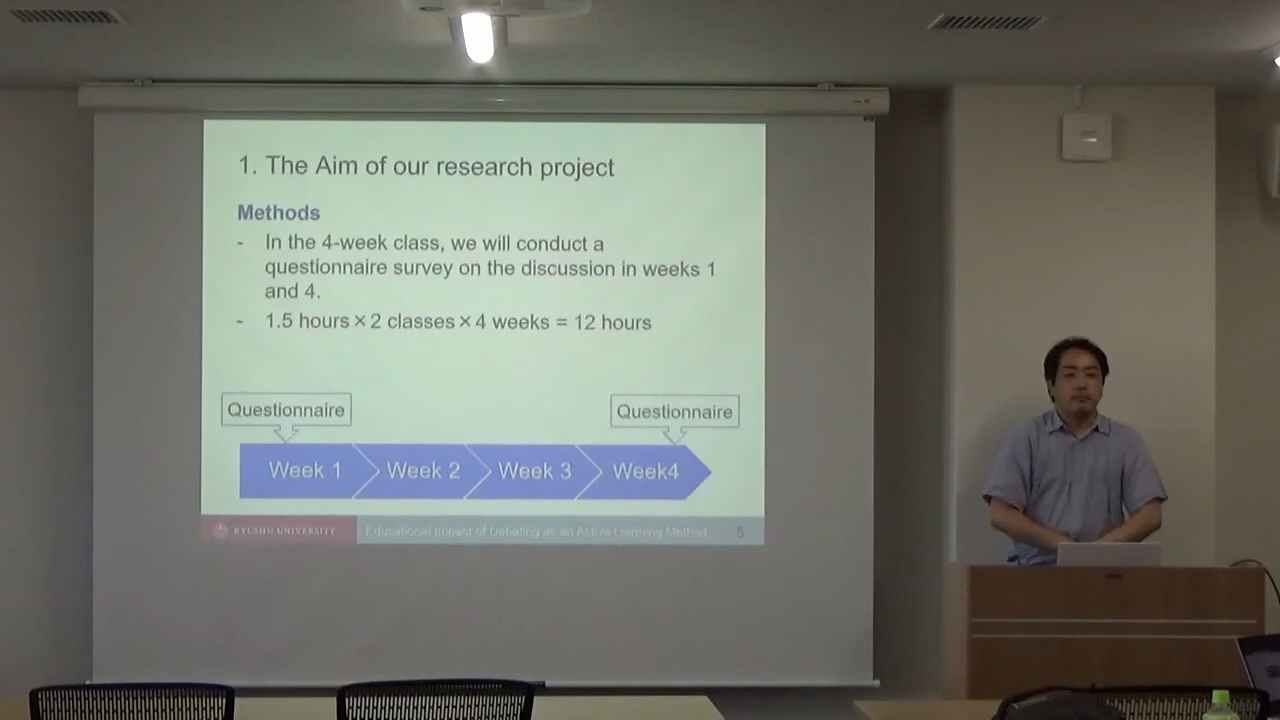 1. The Aim of our research project
Methods
- In the 4-week class, we will conduct a
questionnaire survey on the discussion in weeks 1
and 4.
- 1.5 hours×2 classes×4 weeks = 12 hours
Questionnaire
Questionnaire
Week 1
Week 2
Week 3
Week4
KYUSHU UNIVERSITY
Educational Impact of Debating as an Active Learning Method
5